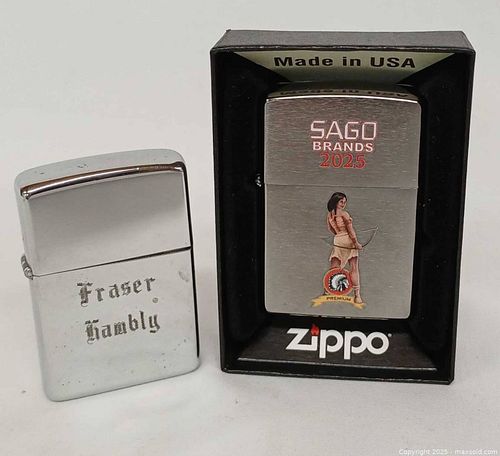 Made in USA
SAGO
BRANDS
2025
PREMIUM
zippo
Fraser
Hambly
Copyright 2025 - maxsold.com